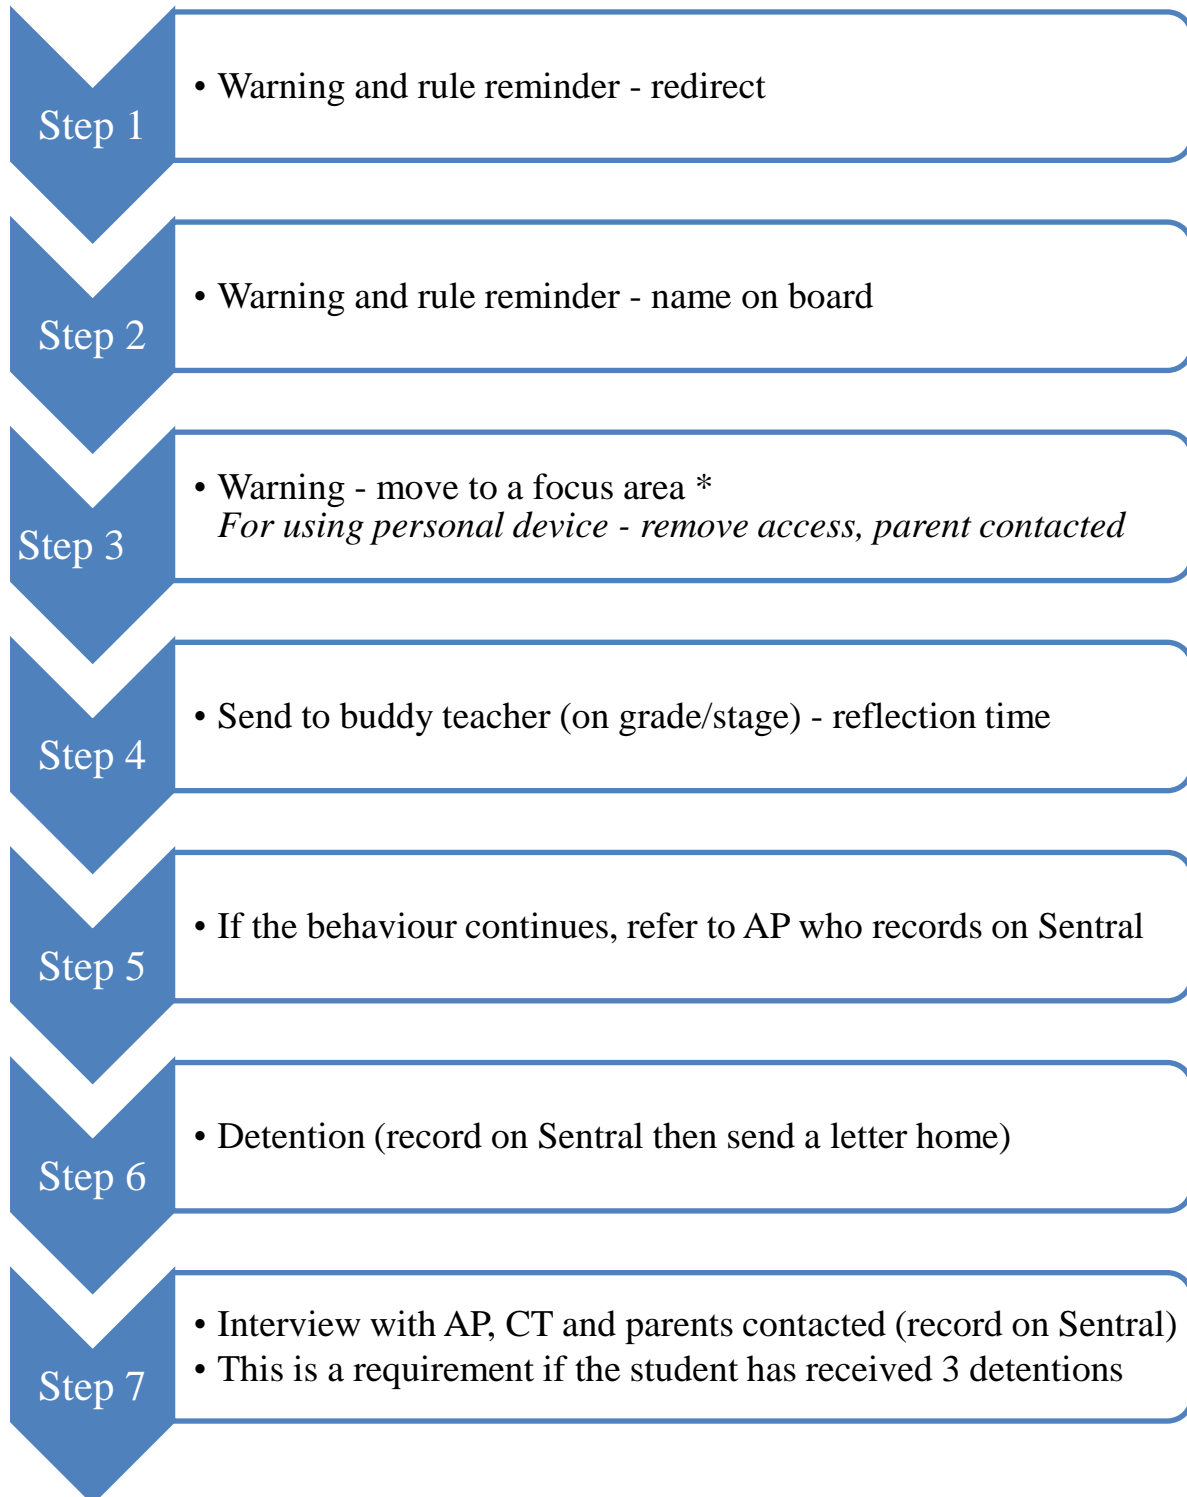 Step 1
• Warning and rule reminder - redirect
Step 2
• Warning and rule reminder - name on board
Step 3
• Warning - move to a focus area *
For using personal device - remove access, parent contacted
Step 4
• Send to buddy teacher (on grade/stage) - reflection time
Step 5
• If the behaviour continues, refer to AP who records on Sentral
Step 6
• Detention (record on Sentral then send a letter home)
Step 7
• Interview with AP, CT and parents contacted (record on Sentral)
• This is a requirement if the student has received 3 detentions